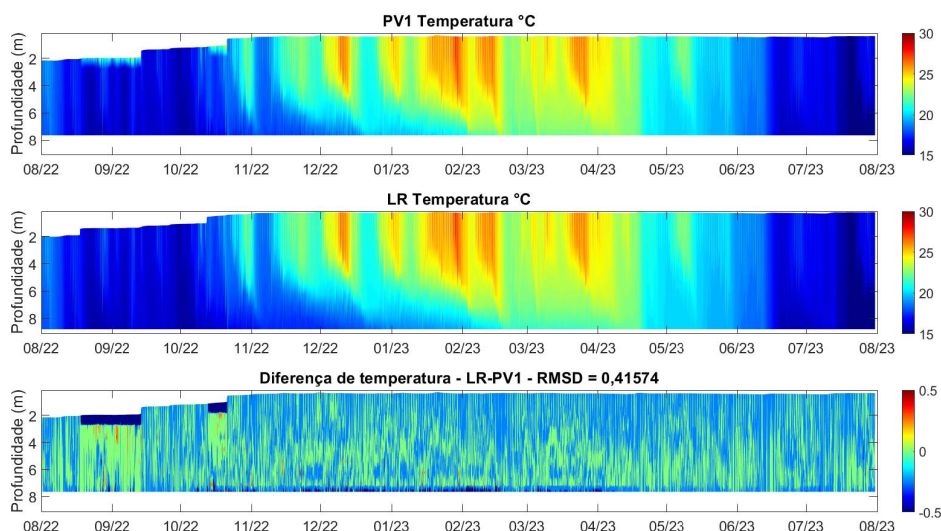 PV1 Temperatura °C
Profundidade (m)
2
4
6
8
08/22 09/22 10/22 11/22 12/22 01/23 02/23 03/23 04/23 05/23 06/23 07/23 08/23
30
25
20
15
LR Temperatura °C
Profundidade (m)
2
4
6
8
08/22 09/22 10/22 11/22 12/22 01/23 02/23 03/23 04/23 05/23 06/23 07/23 08/23
30
25
20
15
Diferença de temperatura - LR-PV1 - RMSD = 0,41574
Profundidade (m)
2
4
6
8
08/22 09/22 10/22 11/22 12/22 01/23 02/23 03/23 04/23 05/23 06/23 07/23 08/23
0.5
0
-0.5